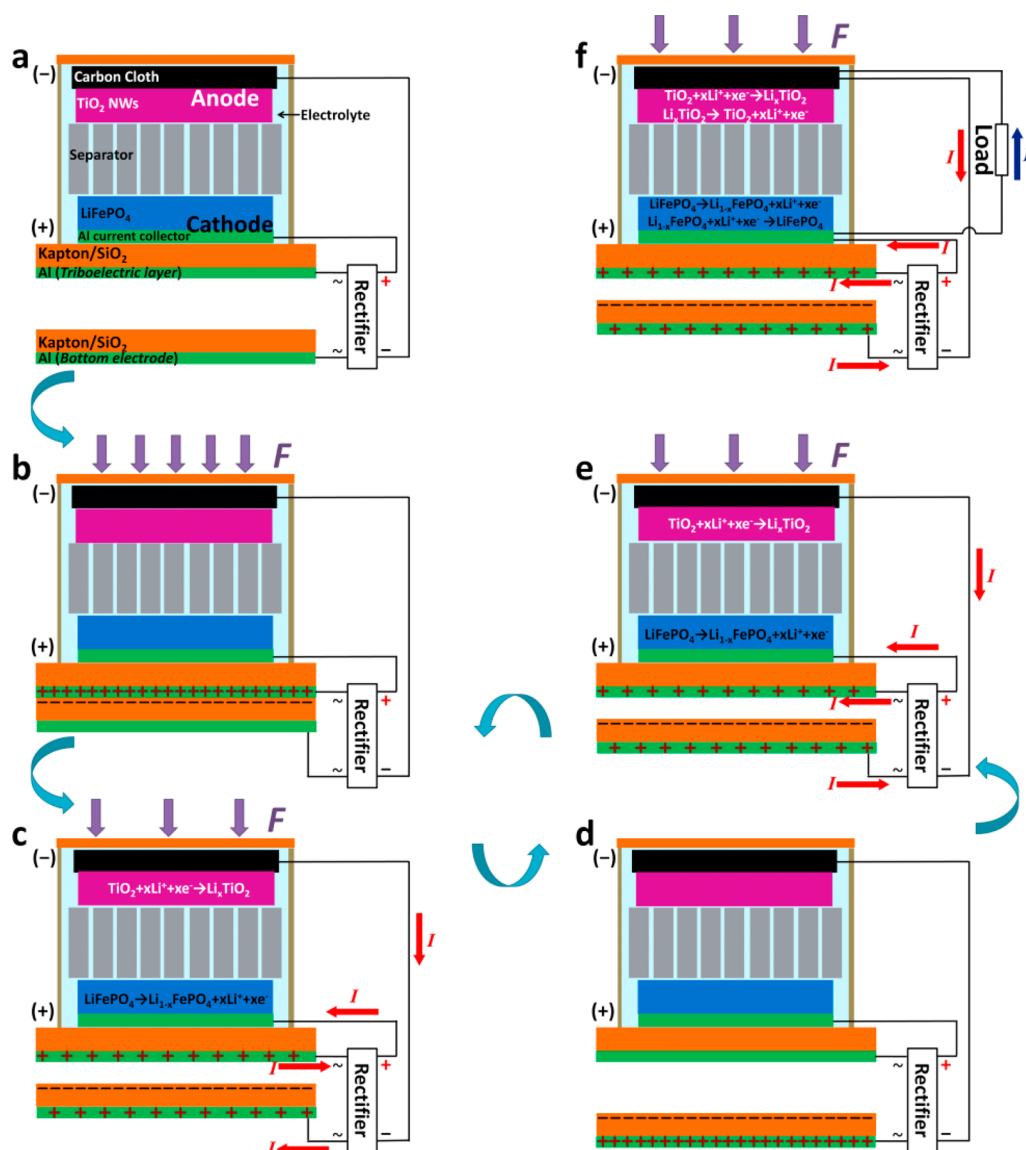 a
(−)
Carbon Cloth
TiO₂ NWs
Anode
Electrolyte
Separator
LiFePO₄
Cathode
(+)
Al current collector
Kapton/SiO₂
Al (Triboelectric layer)
~
+
Rectifier
Kapton/SiO₂
Al (Bottom electrode)
~
−
b
F
(−)
(+)
+++++++++++++++++++++
~
+
Rectifier
~
−
c
F
(−)
TiO₂+xLi⁺+xe⁻→LiₓTiO₂
I
LiFePO₄→Li₁₋ₓFePO₄+xLi⁺+xe⁻
I
(+)
+ + + + + + + + + + +
I
~
+
Rectifier
+ + + + + + + + + + +
~
−
I
f
F
(−)
TiO₂+xLi⁺+xe⁻→LiₓTiO₂
LiₓTiO₂→ TiO₂+xLi⁺+xe⁻
I
Load
I
LiFePO₄→Li₁₋ₓFePO₄+xLi⁺+xe⁻
Li₁₋ₓFePO₄+xLi⁺+xe⁻→LiFePO₄
(+)
I
+ + + + + + + + + + +
I
~
+
Rectifier
+ + + + + + + + + + +
~
−
I
e
F
(−)
TiO₂+xLi⁺+xe⁻→LiₓTiO₂
I
LiFePO₄→Li₁₋ₓFePO₄+xLi⁺+xe⁻
I
(+)
+ + + + + + + + + + +
I
~
+
Rectifier
+ + + + + + + + + + +
~
−
I
d
(−)
(+)
~
+
Rectifier
+++++++++++++++++++++
~
−